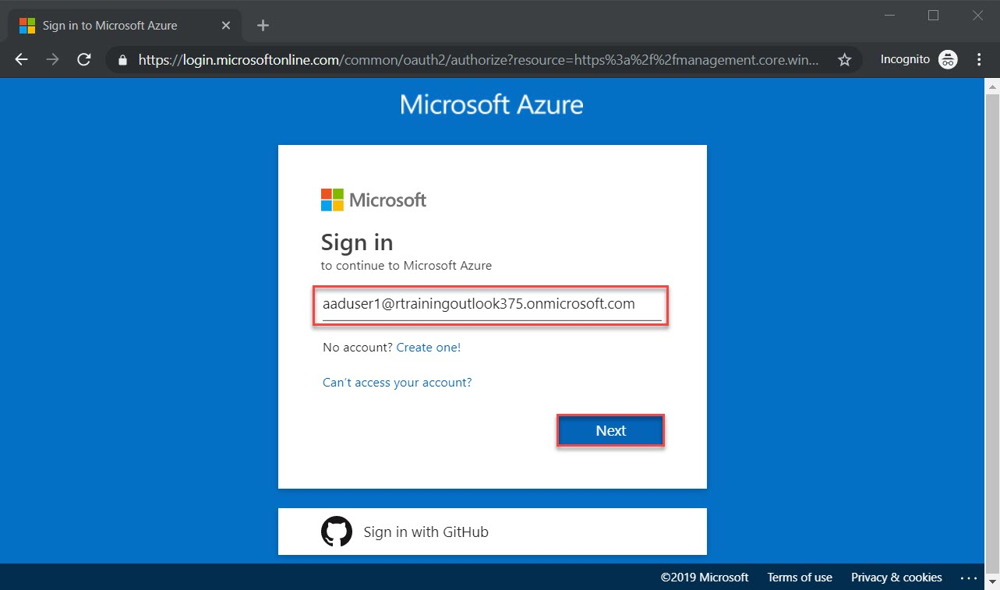 Sign in to Microsoft Azure
https://login.microsoftonline.com/common/oauth2/authorize?resource=https%3a%2f%2fmanagement.core.win... Incognito
Microsoft Azure
Microsoft
Sign in
to continue to Microsoft Azure
aaduser1@rtrainingoutlook375.onmicrosoft.com
No account? Create one!
Can't access your account?
Next
Sign in with GitHub
©2019 Microsoft Terms of use Privacy & cookies ...